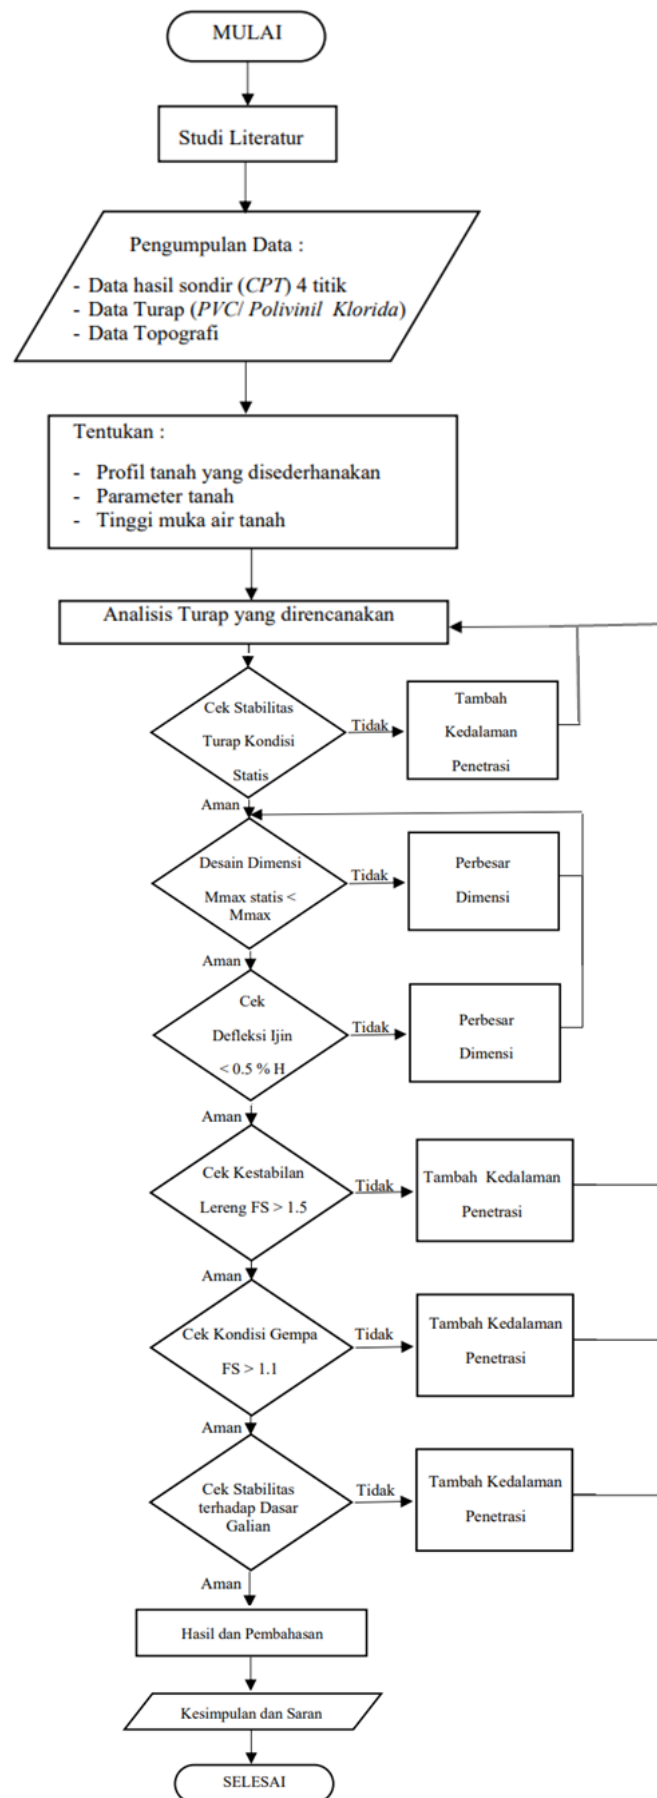 MULAI
Studi Literatur
Pengumpulan Data :
- Data hasil sondir (CPT) 4 titik
- Data Turap (PVC/ Polivinil Klorida)
- Data Topografi
Tentukan :
- Profil tanah yang disederhanakan
- Parameter tanah
- Tinggi muka air tanah
Analisis Turap yang direncanakan
Cek Stabilitas
Turap Kondisi
Statis
Tidak
Tambah
Kedalaman
Penetrasi
Aman
Desain Dimensi
Mmax statis <
Mmax
Tidak
Perbesar
Dimensi
Aman
Cek
Defleksi Ijin
< 0.5 % H
Tidak
Perbesar
Dimensi
Aman
Cek Kestabilan
Lereng FS > 1.5
Tidak
Tambah Kedalaman
Penetrasi
Aman
Cek Kondisi Gempa
FS > 1.1
Tidak
Tambah Kedalaman
Penetrasi
Aman
Cek Stabilitas
terhadap Dasar
Galian
Tidak
Tambah Kedalaman
Penetrasi
Aman
Hasil dan Pembahasan
Kesimpulan dan Saran
SELESAI